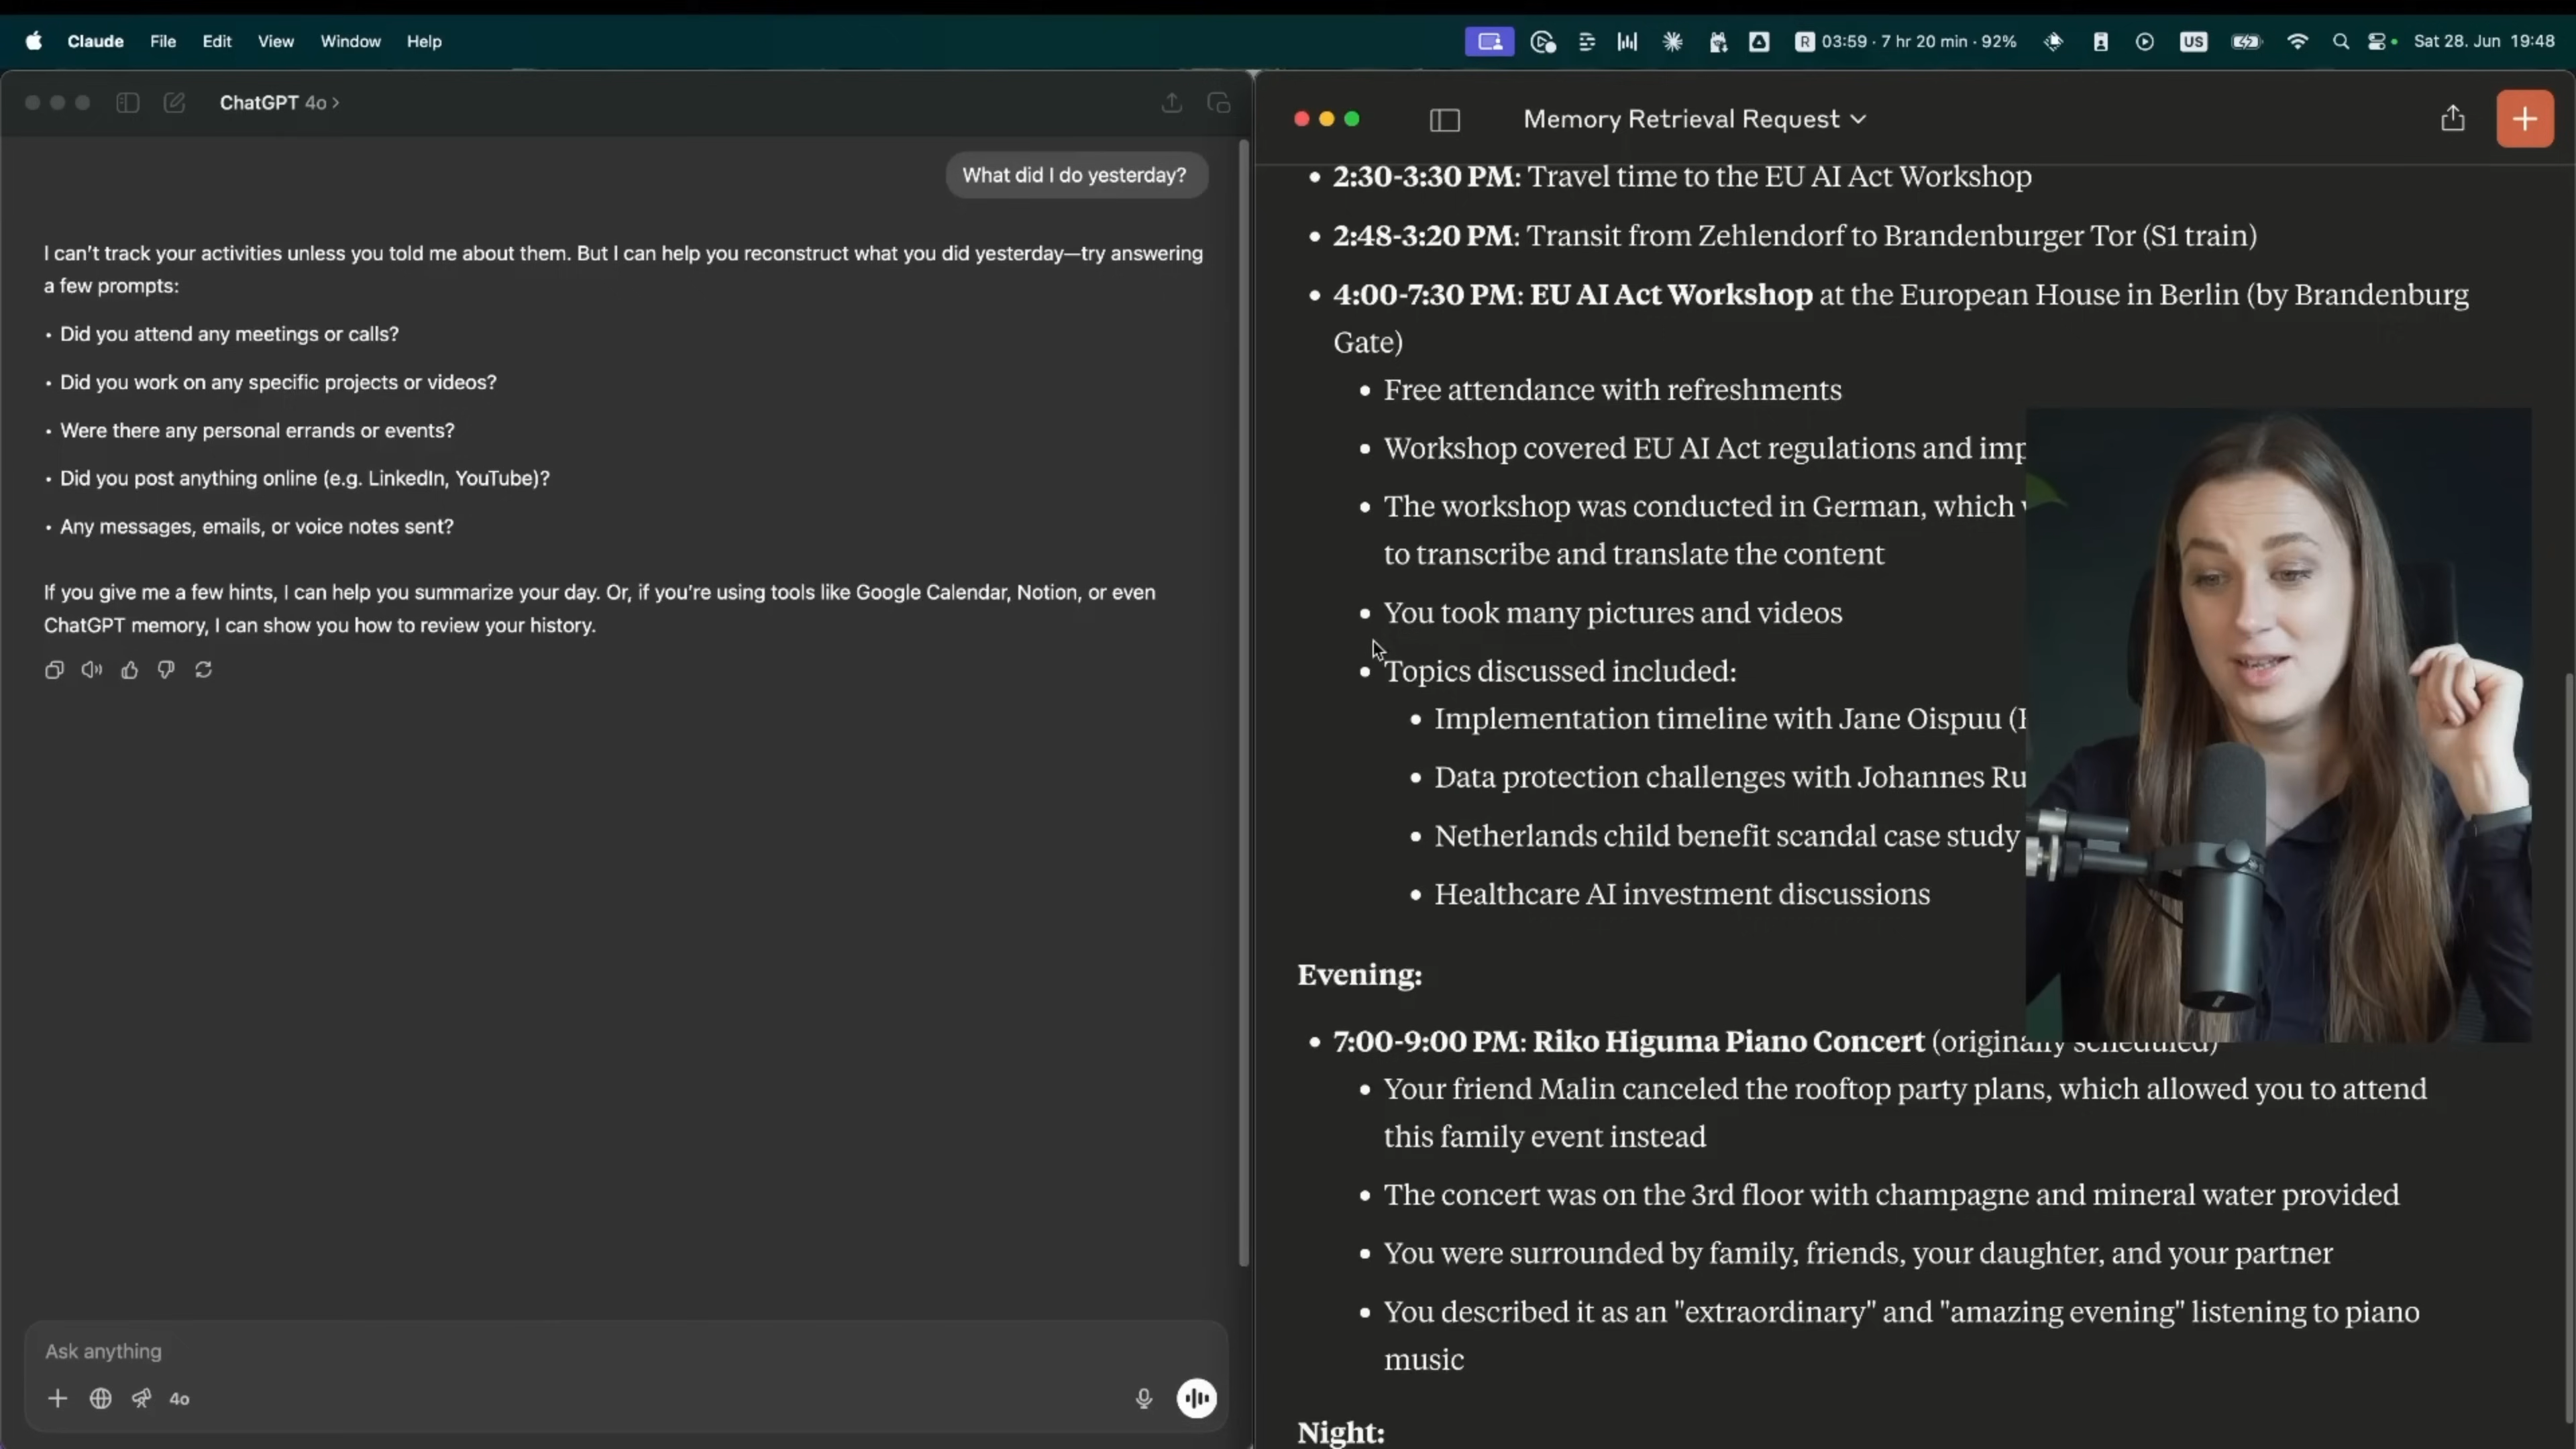 Claude File Edit View Window Help
R 03:59 · 7 hr 20 min · 92% US Sat 28. Jun 19:48
ChatGPT 4o >
What did I do yesterday?
I can't track your activities unless you told me about them. But I can help you reconstruct what you did yesterday—try answering
a few prompts:
• Did you attend any meetings or calls?
• Did you work on any specific projects or videos?
• Were there any personal errands or events?
• Did you post anything online (e.g. LinkedIn, YouTube)?
• Any messages, emails, or voice notes sent?
If you give me a few hints, I can help you summarize your day. Or, if you're using tools like Google Calendar, Notion, or even
ChatGPT memory, I can show you how to review your history.
Ask anything
4o
Memory Retrieval Request
• 2:30-3:30 PM: Travel time to the EU AI Act Workshop
• 2:48-3:20 PM: Transit from Zehlendorf to Brandenburger Tor (S1 train)
• 4:00-7:30 PM: EU AI Act Workshop at the European House in Berlin (by Brandenburg
Gate)
• Free attendance with refreshments
• Workshop covered EU AI Act regulations and
• The workshop was conducted in German, which
to transcribe and translate the content
• You took many pictures and videos
• Topics discussed included:
• Implementation timeline with Jane Oispuu
• Data protection challenges with Johannes
• Netherlands child benefit scandal case study
• Healthcare AI investment discussions
Evening:
• 7:00-9:00 PM: Riko Higuma Piano Concert (originally scheduled)
• Your friend Malin canceled the rooftop party plans, which allowed you to attend
this family event instead
• The concert was on the 3rd floor with champagne and mineral water provided
• You were surrounded by family, friends, your daughter, and your partner
• You described it as an "extraordinary" and "amazing evening" listening to piano
music
Night: